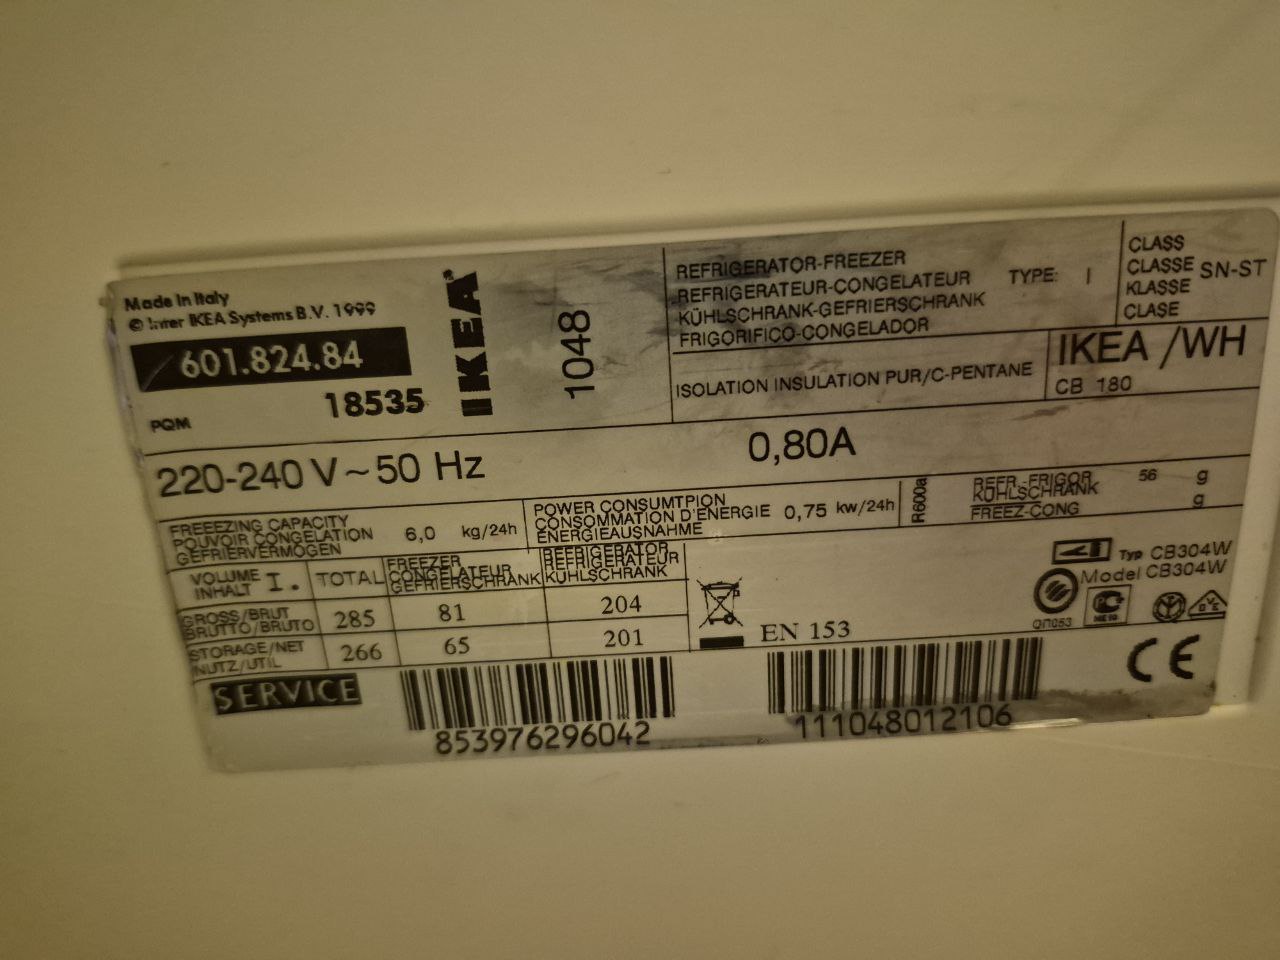 Made in Italy
© Inter IKEA Systems B.V. 1999
601.824.84
PQM 18535
IKEA
1048
REFRIGERATOR-FREEZER
REFRIGERATEUR-CONGELATEUR
KÜHLSCHRANK-GEFRIERSCHRANK
FRIGORIFICO-CONGELADOR
TYPE: I
CLASS
CLASSE
KLASSE
CLASE
SN-ST
ISOLATION INSULATION PUR/C-PENTANE
IKEA /WH
CB 180
220-240 V ~ 50 Hz
0,80A
FREEEZING CAPACITY
POUVOIR CONGELATION
GEFRIERVERMÖGEN
6,0 kg/24h
POWER CONSUMTPION
CONSOMMATION D'ENERGIE
ENERGIEAUSNAHME
0,75 kw/24h
R600a
REFR.-FRIGOR
KÜHLSCHRANK
56 g
FREEZ-CONG
g
VOLUME
INHALT
I.
TOTAL
FREEZER
CONGELATEUR
GEFRIERSCHRANK
REFRIGERATOR
REFRIGERATEUR
KUHLSCHRANK
GROSS/BRUT
BRUTTO/BRUTO
285
81
204
STORAGE/NET
NUTZ/UTIL
266
65
201
EN 153
Typ CB304W
Model CB304W
CE
SERVICE
853976296042
111048012106